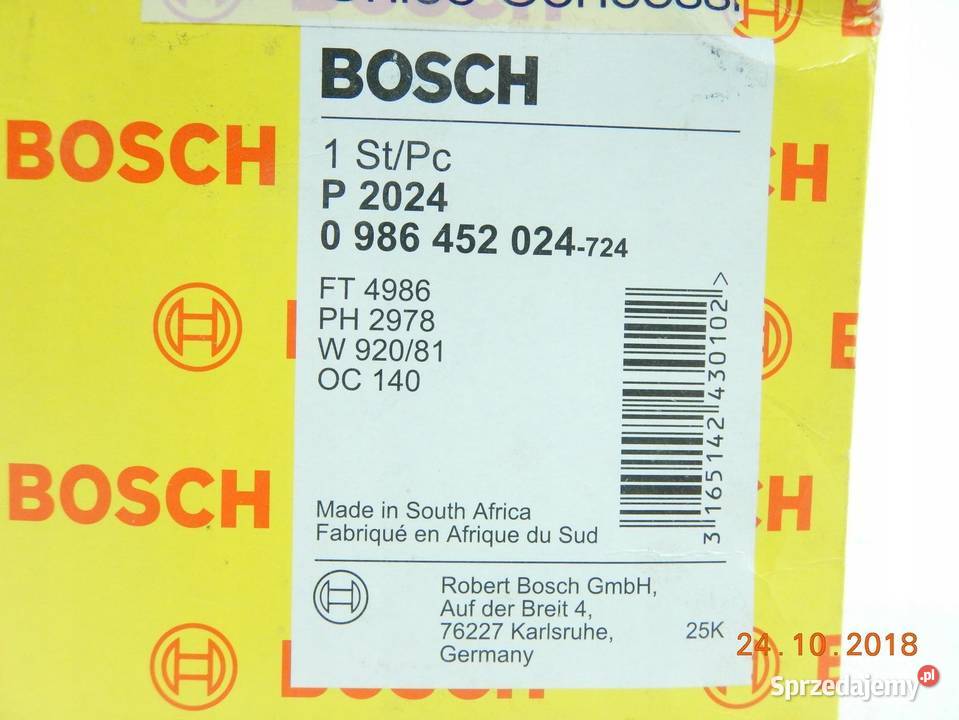 BOSCH
BOSCH
1 St/Pc
P 2024
0 986 452 024-724
FT 4986
PH 2978
W 920/81
OC 140
3 165142 430102 >
BOSCH
Made in South Africa
Fabriqué en Afrique du Sud
Robert Bosch GmbH,
Auf der Breit 4,
76227 Karlsruhe,
Germany
25K
24.10.2018
Sprzedajemy.pl